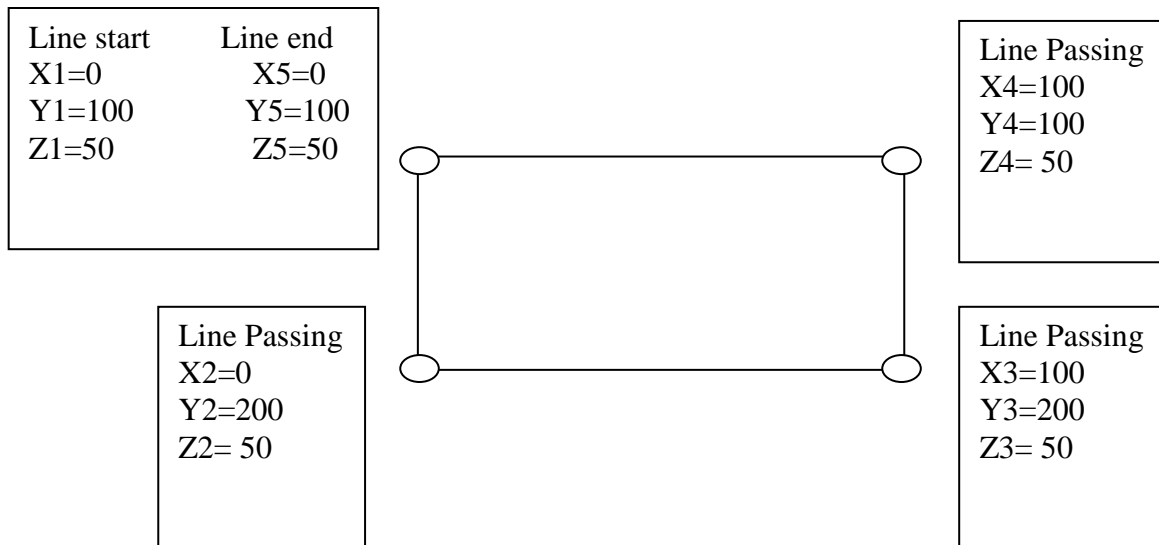 Line start Line end
X1=0 X5=0
Y1=100 Y5=100
Z1=50 Z5=50
Line Passing
X4=100
Y4=100
Z4= 50
Line Passing
X2=0
Y2=200
Z2= 50
Line Passing
X3=100
Y3=200
Z3= 50